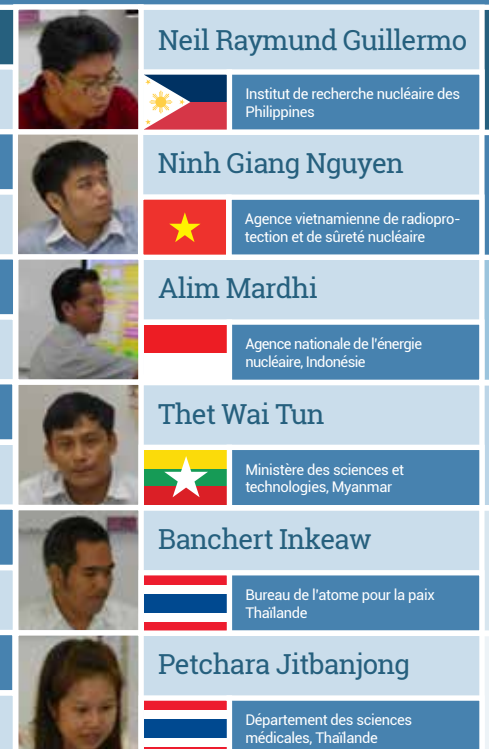 Neil Raymund Guillermo
Institut de recherche nucléaire des
Philippines
Ninh Giang Nguyen
Agence vietnamienne de radiopro-
tection et de sûreté nucléaire
Alim Mardhi
Agence nationale de l'énergie
nucléaire, Indonésie
Thet Wai Tun
Ministère des sciences et
technologies, Myanmar
Banchert Inkeaw
Bureau de l'atome pour la paix
Thaïlande
Petchara Jitbanjong
Département des sciences
médicales, Thaïlande